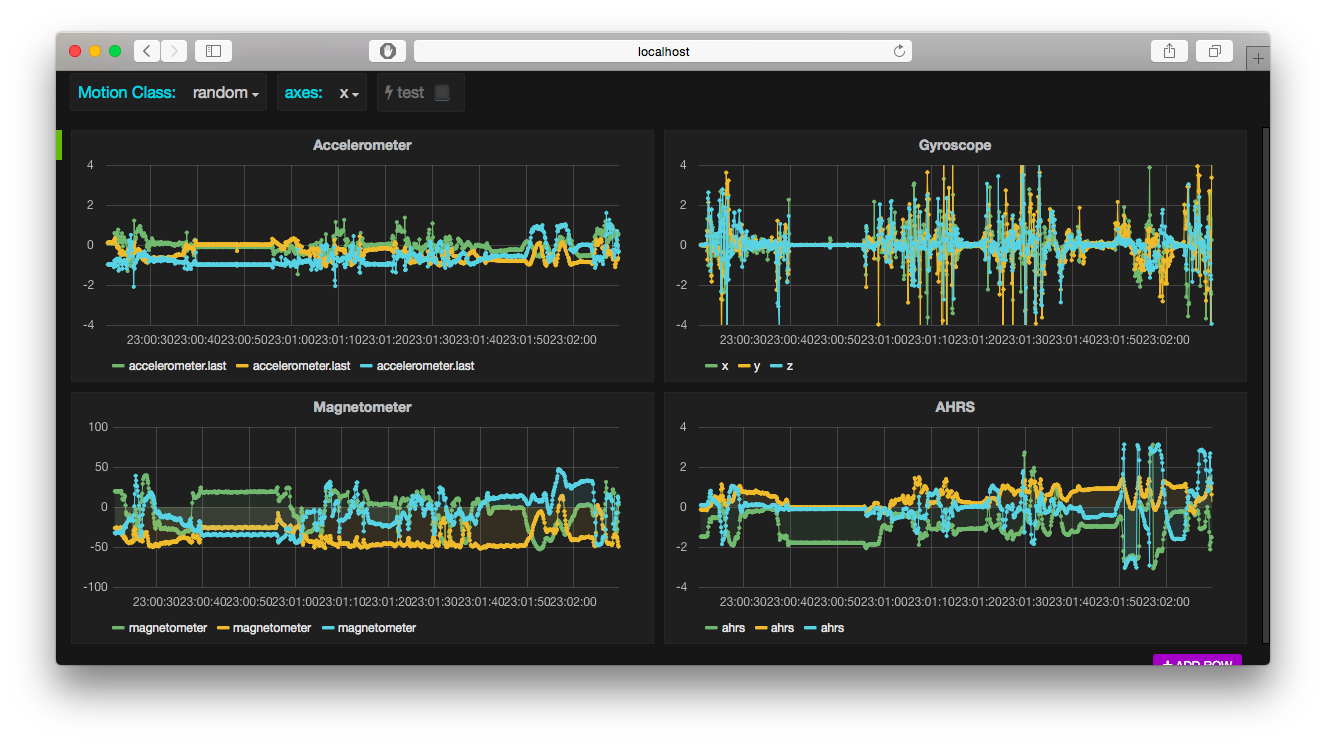 localhost
Motion Class: random axes: x test
Accelerometer
4
2
0
-2
-4
23:00:30 23:00:40 23:00:50 23:01:00 23:01:10 23:01:20 23:01:30 23:01:40 23:01:50 23:02:00
accelerometer.last accelerometer.last accelerometer.last
Gyroscope
4
2
0
-2
-4
23:00:30 23:00:40 23:00:50 23:01:00 23:01:10 23:01:20 23:01:30 23:01:40 23:01:50 23:02:00
x y z
Magnetometer
100
50
0
-50
-100
23:00:30 23:00:40 23:00:50 23:01:00 23:01:10 23:01:20 23:01:30 23:01:40 23:01:50 23:02:00
magnetometer magnetometer magnetometer
AHRS
4
2
0
-2
-4
23:00:30 23:00:40 23:00:50 23:01:00 23:01:10 23:01:20 23:01:30 23:01:40 23:01:50 23:02:00
ahrs ahrs ahrs
+ ADD ROW